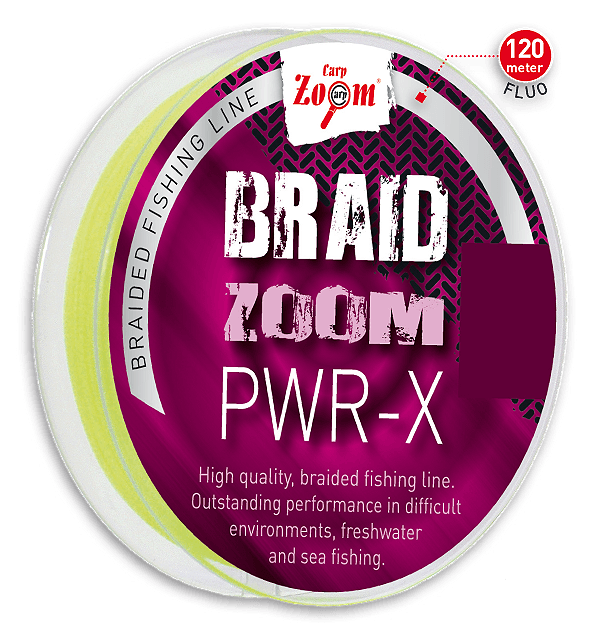 120
meter
FLUO
Carp
Zoom®
Carp
BRAIDED FISHING LINE
BRAID
ZOOM
PWR-X
High quality, braided fishing line.
Outstanding performance in difficult
environments, freshwater
and sea fishing.